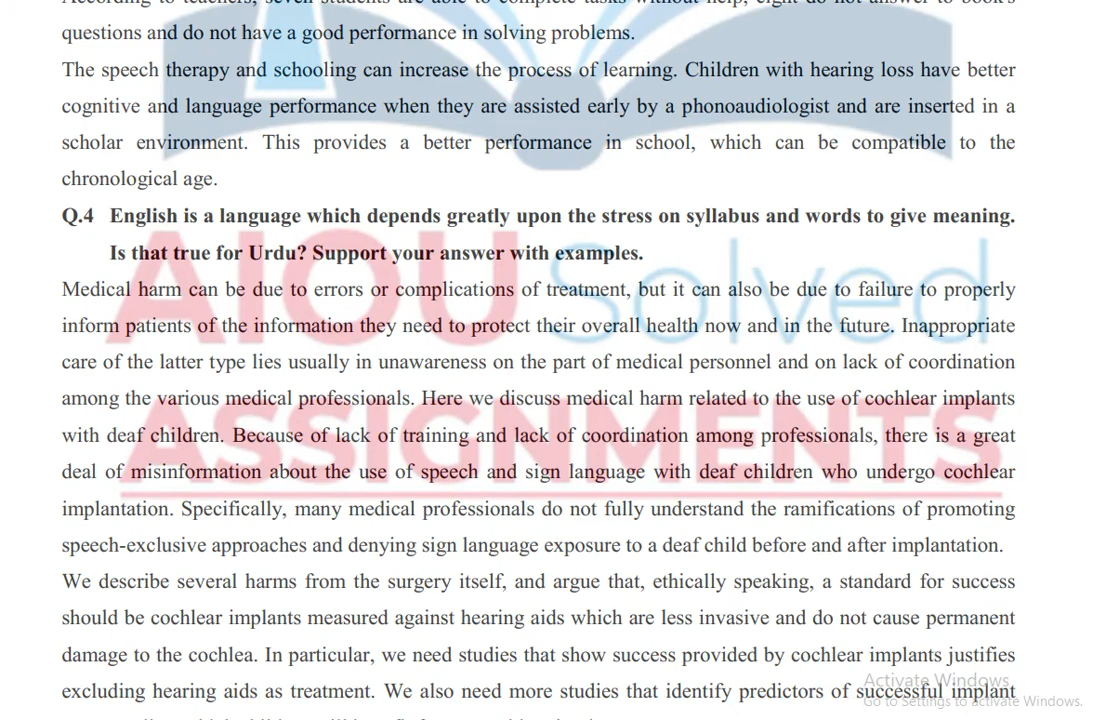 According to teachers, seven students are able to complete tasks without help, eight do not answer to book's
questions and do not have a good performance in solving problems.
The speech therapy and schooling can increase the process of learning. Children with hearing loss have better
cognitive and language performance when they are assisted early by a phonoaudiologist and are inserted in a
scholar environment. This provides a better performance in school, which can be compatible to the
chronological age.
Q.4 English is a language which depends greatly upon the stress on syllabus and words to give meaning.
Is that true for Urdu? Support your answer with examples.
Medical harm can be due to errors or complications of treatment, but it can also be due to failure to properly
inform patients of the information they need to protect their overall health now and in the future. Inappropriate
care of the latter type lies usually in unawareness on the part of medical personnel and on lack of coordination
among the various medical professionals. Here we discuss medical harm related to the use of cochlear implants
with deaf children. Because of lack of training and lack of coordination among professionals, there is a great
deal of misinformation about the use of speech and sign language with deaf children who undergo cochlear
implantation. Specifically, many medical professionals do not fully understand the ramifications of promoting
speech-exclusive approaches and denying sign language exposure to a deaf child before and after implantation.
We describe several harms from the surgery itself, and argue that, ethically speaking, a standard for success
should be cochlear implants measured against hearing aids which are less invasive and do not cause permanent
damage to the cochlea. In particular, we need studies that show success provided by cochlear implants justifies
excluding hearing aids as treatment. We also need more studies that identify predictors of successful implant
AIOU Solved
ASSIGNMENTS
Activate Windows
Go to Settings to activate Windows.